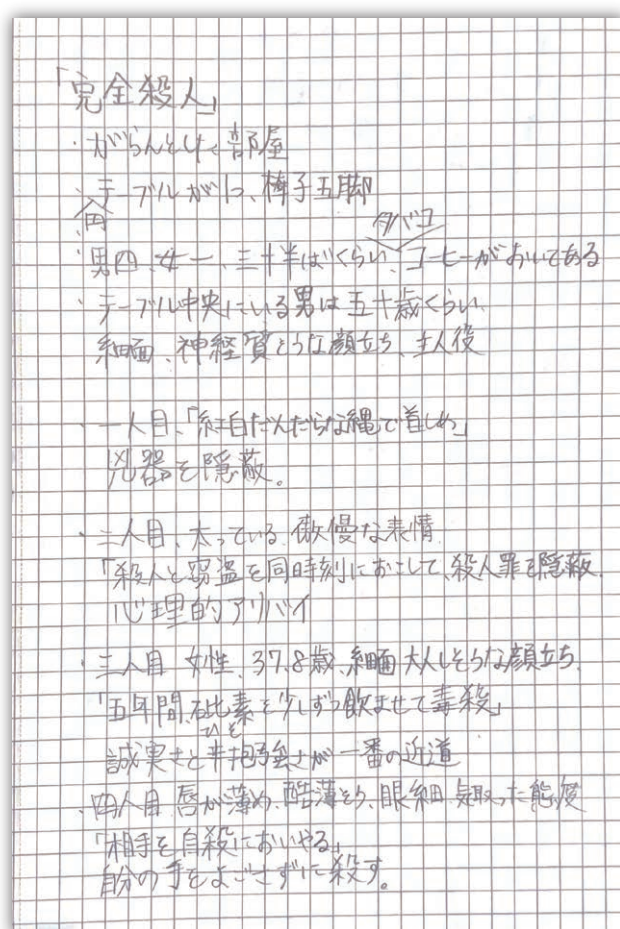 「完全殺人」
・がらんとした部屋
・テーブルが1つ、椅子五脚
円
タバコ
・男四、女一、三十半ばくらい、コーヒーがおいてある
・テーブル中央にいる男は五十歳くらい
細面、神経質そうな顔立ち、主人役
・一人目、「紅白だんだらな縄で首しめ」
凶器を隠蔽。
・二人目、太っている、傲慢な表情
「殺人と窃盗を同時刻におこして、殺人罪を隠蔽
心理的アリバイ
・三人目 女性、37.8歳、細面 大人しそうな顔立ち、
「五年間、砒素を少しずつ飲ませて毒殺」
ひそ
誠実さと辛抱強さが一番の近道
・四人目 唇が薄め、酷薄そう、眼細 気取った態度
「相手を自殺においやる」
自分の手をよごさずに殺す。